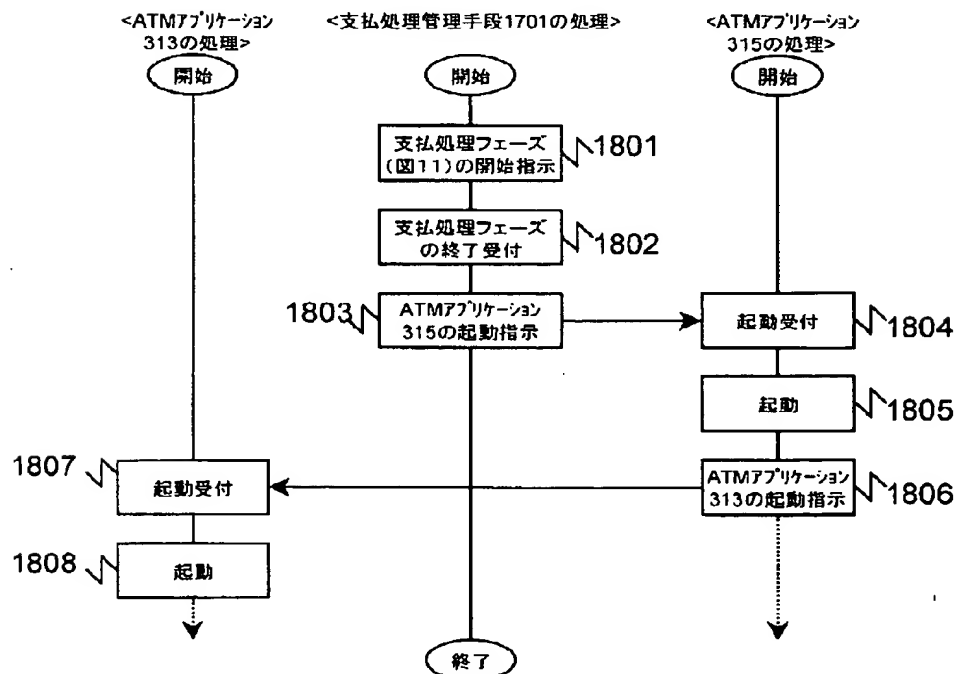 <ATMアプリケーション
313の処理>
<支払処理管理手段1701の処理>
<ATMアプリケーション
315の処理>
開始
開始
開始
支払処理フェーズ
(図11)の開始指示
1801
支払処理フェーズ
の終了受付
1802
1803
ATMアプリケーション
315の起動指示
起動受付
1804
起動
1805
1807
起動受付
ATMアプリケーション
313の起動指示
1806
1808
起動
終了